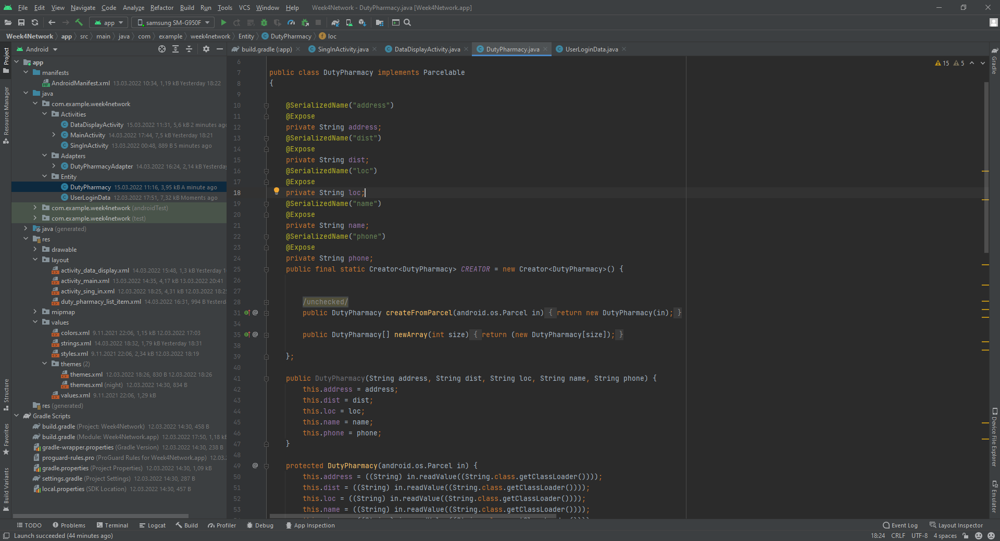 File Edit View Navigate Code Analyze Refactor Build Run Tools VCS Window Help Week4Network - DutyPharmacy.java [Week4Network.app]
app samsung SM-G950F
Week4Network app src main java com example week4network Entity DutyPharmacy loc
Android
build.gradle (:app) SingInActivity.java DataDisplayActivity.java DutyPharmacy.java UserLoginData.java
Project
Resource Manager
Structure
Favorites
Build Variants
app
manifests
AndroidManifest.xml 13.03.2022 10:34, 1,19 kB Yesterday 18:22
java
com.example.week4network
Activities
DataDisplayActivity 15.03.2022 11:31, 5,6 kB 2 minutes ago
MainActivity 14.03.2022 17:44, 7,5 kB Yesterday 18:21
SingInActivity 13.03.2022 00:48, 889 B 5 minutes ago
Adapters
DutyPharmacyAdapter 14.03.2022 16:24, 2,14 kB Yesterday
Entity
DutyPharmacy 15.03.2022 11:16, 3,95 kB A minute ago
UserLoginData 12.03.2022 17:51, 7,32 kB Moments ago
com.example.week4network (androidTest)
com.example.week4network (test)
java (generated)
res
drawable
layout
activity_data_display.xml 14.03.2022 15:48, 1,3 kB Yesterday 1
activity_main.xml 13.03.2022 14:35, 4,17 kB 13.03.2022 20:41
activity_sing_in.xml 12.03.2022 18:25, 4,31 kB 12.03.2022 18:25
duty_pharmacy_list_item.xml 14.03.2022 16:31, 994 B Yesterd
mipmap
values
colors.xml 9.11.2021 22:06, 1,15 kB 12.03.2022 17:03
strings.xml 14.03.2022 18:32, 1,79 kB Yesterday 18:31
styles.xml 9.11.2021 22:06, 2,34 kB 12.03.2022 18:19
themes (2)
themes.xml 12.03.2022 18:26, 830 B 12.03.2022 18:26
themes.xml (night) 12.03.2022 14:30, 834 B
values.xml 9.11.2021 22:06, 1,29 kB
res (generated)
Gradle Scripts
build.gradle (Project: Week4Network) 12.03.2022 14:30, 458 B
build.gradle (Module: Week4Network.app) 12.03.2022 17:50, 1,18 kB
gradle-wrapper.properties (Gradle Version) 12.03.2022 14:30, 238 B
proguard-rules.pro (ProGuard Rules for Week4Network.app) 12.03.
gradle.properties (Project Properties) 12.03.2022 14:30, 1,09 kB
settings.gradle (Project Settings) 12.03.2022 14:30, 287 B
local.properties (SDK Location) 12.03.2022 14:30, 457 B
15 5
6
7 public class DutyPharmacy implements Parcelable
8 {
9
10 @SerializedName("address")
11 @Expose
12 private String address;
13 @SerializedName("dist")
14 @Expose
15 private String dist;
16 @SerializedName("loc")
17 @Expose
18 private String loc;
19 @SerializedName("name")
20 @Expose
21 private String name;
22 @SerializedName("phone")
23 @Expose
24 private String phone;
25 public final static Creator<DutyPharmacy> CREATOR = new Creator<DutyPharmacy>() {
26
27
28 /unchecked/
31 @ public DutyPharmacy createFromParcel(android.os.Parcel in) { return new DutyPharmacy(in); }
34
35 @ public DutyPharmacy[] newArray(int size) { return (new DutyPharmacy[size]); }
38
39 };
40
41 public DutyPharmacy(String address, String dist, String loc, String name, String phone) {
42 this.address = address;
43 this.dist = dist;
44 this.loc = loc;
45 this.name = name;
46 this.phone = phone;
47 }
48
49 @ protected DutyPharmacy(android.os.Parcel in) {
50 this.address = ((String) in.readValue((String.class.getClassLoader())));
51 this.dist = ((String) in.readValue((String.class.getClassLoader())));
52 this.loc = ((String) in.readValue((String.class.getClassLoader())));
53 this.name = ((String) in.readValue((String.class.getClassLoader())));
Gradle
Device File Explorer
Emulator
TODO Problems Terminal Logcat Build Profiler Debug App Inspection Event Log Layout Inspector
Launch succeeded (44 minutes ago) 18:24 CRLF UTF-8 4 spaces